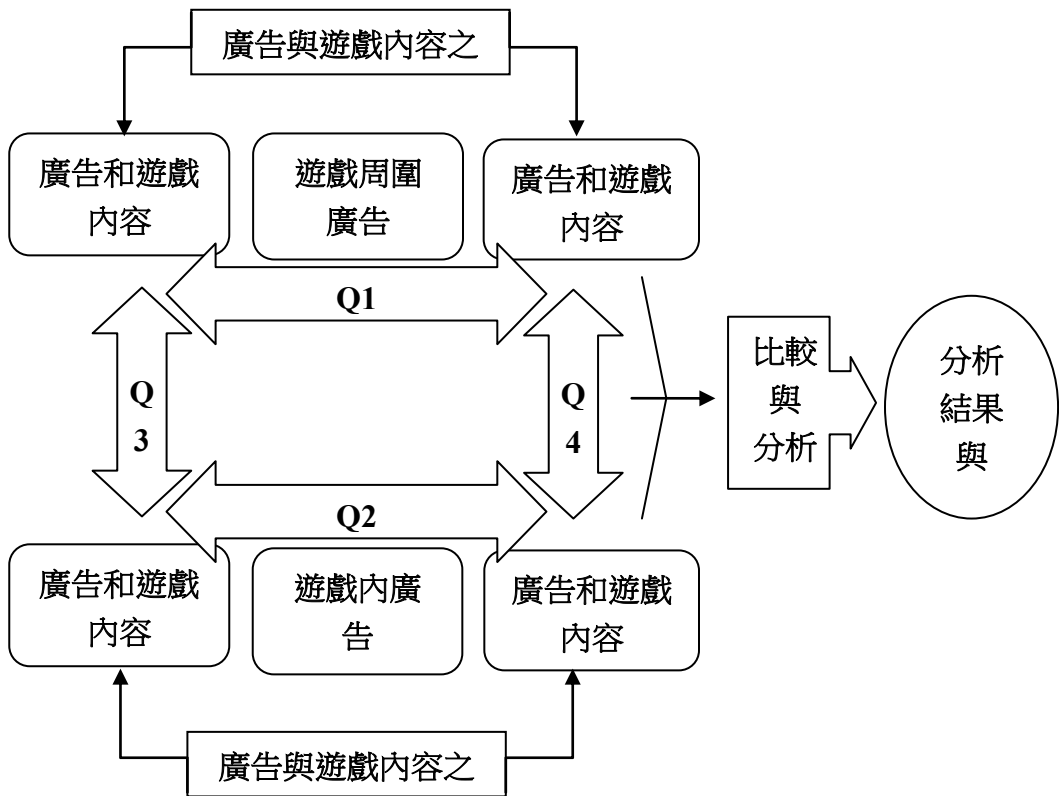 廣告與遊戲內容之
廣告和遊戲
內容
遊戲周圍
廣告
廣告和遊戲
內容
Q1
Q
3
Q
4
比較
與
分析
分析
結果
與
Q2
廣告和遊戲
內容
遊戲內廣
告
廣告和遊戲
內容
廣告與遊戲內容之